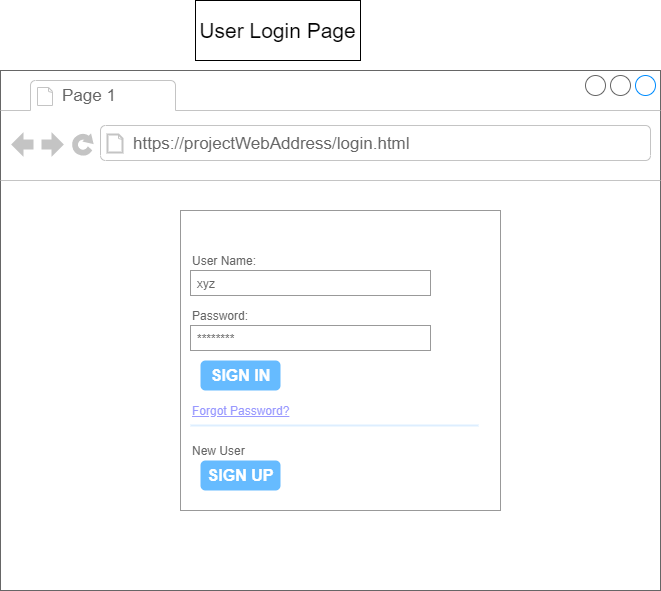 User Login Page
Page 1
https://projectWebAddress/login.html
User Name:
xyz
Password:
********
SIGN IN
Forgot Password?
New User
SIGN UP